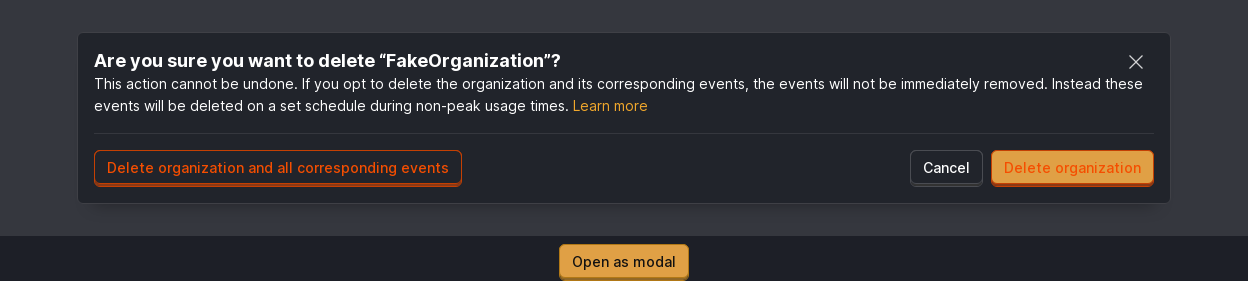 Are you sure you want to delete “FakeOrganization”?
This action cannot be undone. If you opt to delete the organization and its corresponding events, the events will not be immediately removed. Instead these
events will be deleted on a set schedule during non-peak usage times. Learn more
Delete organization and all corresponding events
Cancel
Delete organization
Open as modal